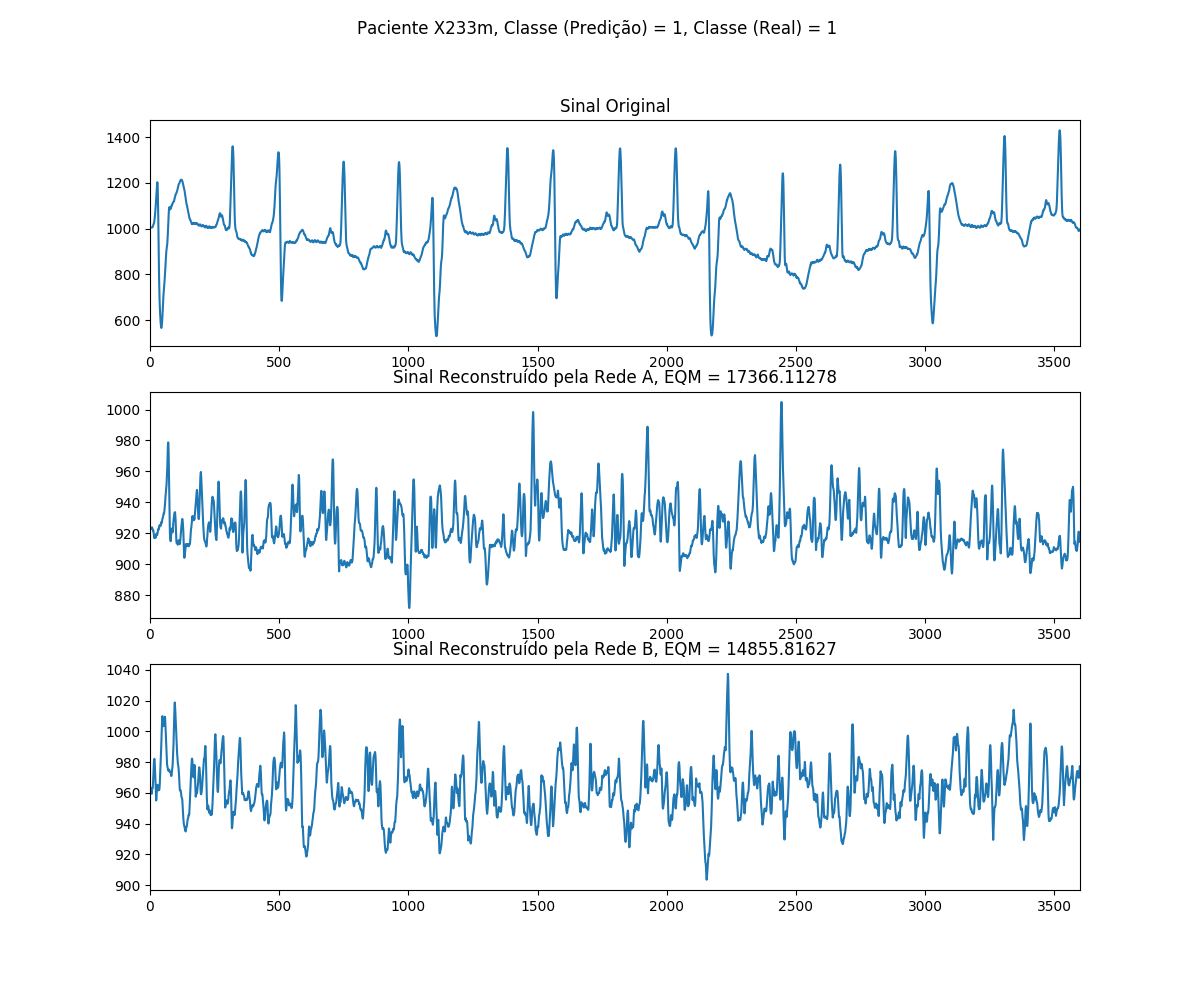 Paciente X233m, Classe (Predição) = 1, Classe (Real) = 1
Sinal Original
1400
1200
1000
800
600
0 500 1000 1500 2000 2500 3000 3500
Sinal Reconstruído pela Rede A, EQM = 17366.11278
1000
980
960
940
920
900
880
0 500 1000 1500 2000 2500 3000 3500
Sinal Reconstruído pela Rede B, EQM = 14855.81627
1040
1020
1000
980
960
940
920
900
0 500 1000 1500 2000 2500 3000 3500